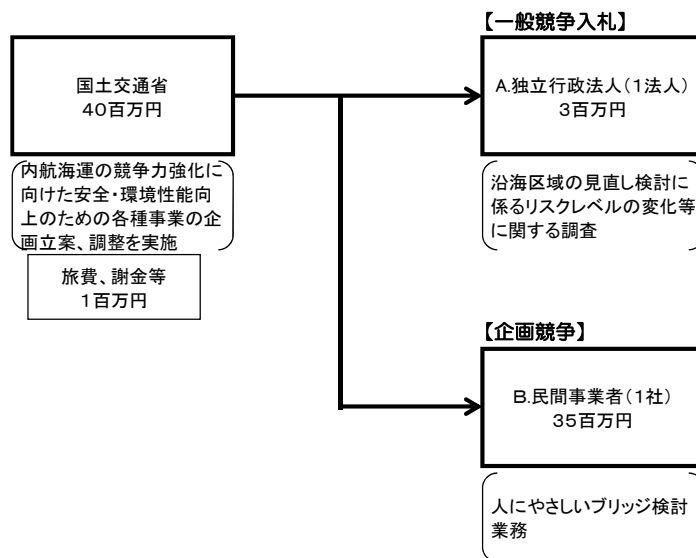 国土交通省
40百万円
内航海運の競争力強化に
向けた安全・環境性能向
上のための各種事業の企
画立案、調整を実施
旅費、謝金等
1百万円
【一般競争入札】
A.独立行政法人(1法人)
3百万円
沿海区域の見直し検討に
係るリスクレベルの変化等
に関する調査
【企画競争】
B.民間事業者(1社)
35百万円
人にやさしいブリッジ検討
業務